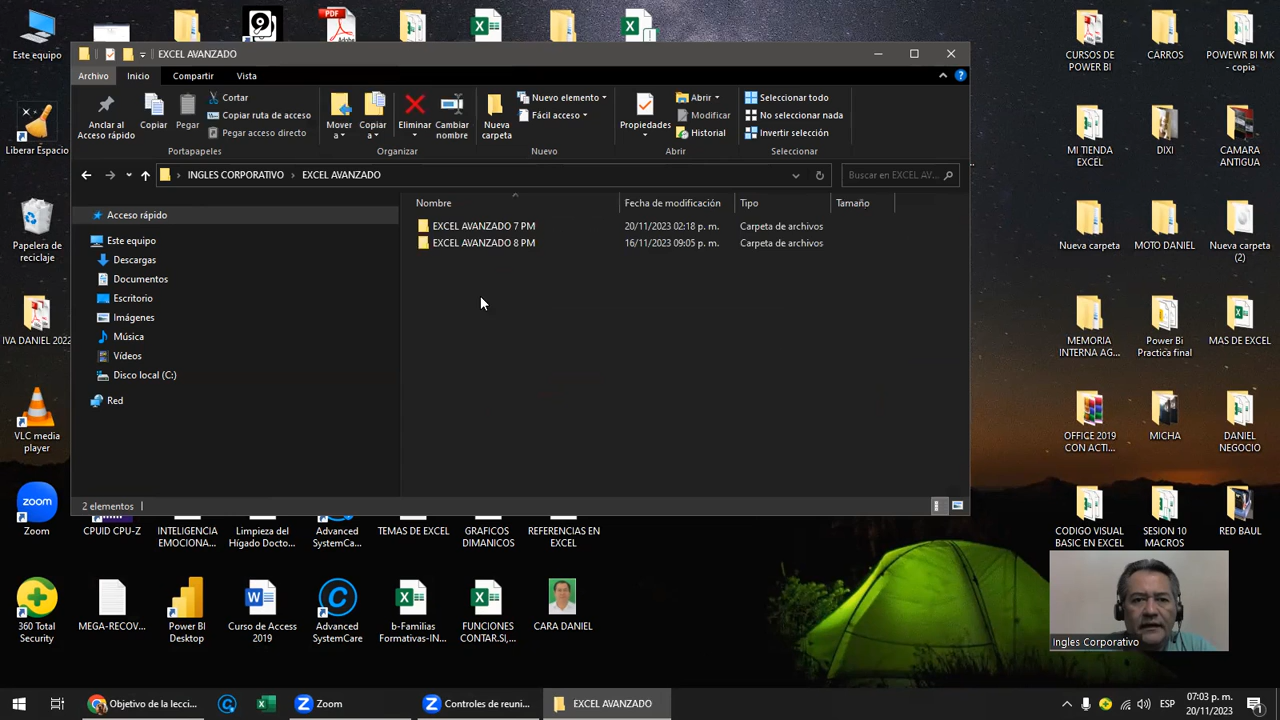 Este equipo
EXCEL AVANZADO
Archivo
Inicio
Compartir
Vista
Anclar al
Acceso rápido
Copiar
Pegar
Cortar
Copiar ruta de acceso
Pegar acceso directo
Portapapeles
Mover
a
Copiar
a
Eliminar
Cambiar
nombre
Organizar
Nueva
carpeta
Nuevo elemento
Fácil acceso
Nuevo
Propiedades
Abrir
Modificar
Historial
Abrir
Seleccionar todo
No seleccionar nada
Invertir selección
Seleccionar
INGLES CORPORATIVO > EXCEL AVANZADO
Buscar en EXCEL AV...
Acceso rápido
Este equipo
Descargas
Documentos
Escritorio
Imágenes
Música
Vídeos
Disco local (C:)
Red
Nombre
Fecha de modificación
Tipo
Tamaño
EXCEL AVANZADO 7 PM
20/11/2023 02:18 p. m.
Carpeta de archivos
EXCEL AVANZADO 8 PM
16/11/2023 09:05 p. m.
Carpeta de archivos
2 elementos
Liberar Espacio
Papelera de
reciclaje
IVA DANIEL 2022
VLC media
player
zoom
Zoom
360 Total
Security
PDF
Adobe
CURSOS DE
POWER BI
CARROS
POWEWR BI MK
- copia
MI TIENDA
EXCEL
DIXI
CAMARA
ANTIGUA
Nueva carpeta
MOTO DANIEL
Nueva carpeta
(2)
MEMORIA
INTERNA AG...
Power Bi
Practica final
MAS DE EXCEL
OFFICE 2019
CON ACTI...
MICHA
DANIEL
NEGOCIO
CODIGO VISUAL
BASIC EN EXCEL
SESION 10
MACROS
RED BAUL
CPUID CPU-Z
INTELIGENCIA
EMOCIONA...
Limpieza del
Hígado Docto...
Advanced
SystemCare...
TEMAS DE EXCEL
GRAFICOS
DIMANICOS
REFERENCIAS EN
EXCEL
MEGA-RECOV...
Power BI
Desktop
Curso de Access
2019
Advanced
SystemCare
b-Familias
Formativas-IN...
FUNCIONES
CONTAR.SI,...
CARA DANIEL
Ingles Corporativo
Objetivo de la lecci...
Zoom
Controles de reuni...
EXCEL AVANZADO
ESP
07:03 p. m.
20/11/2023